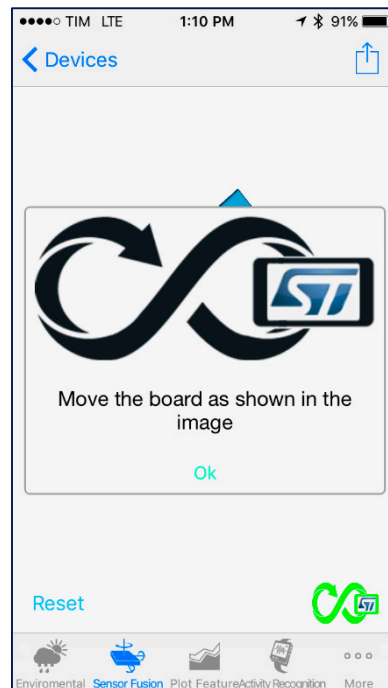 TIM LTE 1:10 PM 91%
Devices
ST
Move the board as shown in the
image
Ok
Reset
ST
Enviromental Sensor Fusion Plot Feature Activity Recognition More